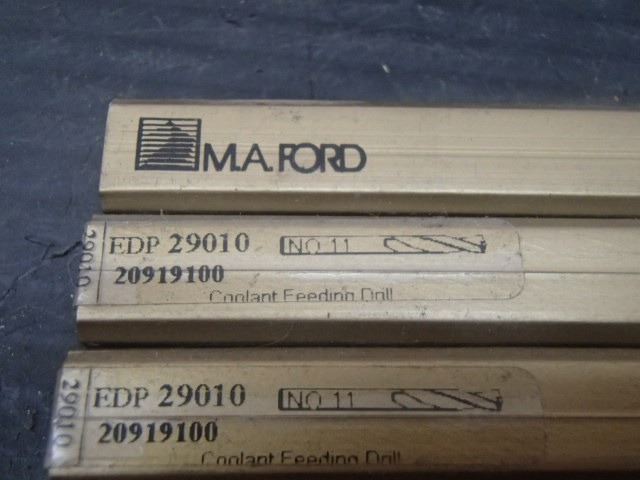 M.A. FORD
29010
EDP 29010 NO 11
20919100
Coolant Feeding Drill
29010
EDP 29010 NO 11
20919100
Coolant Feeding Drill